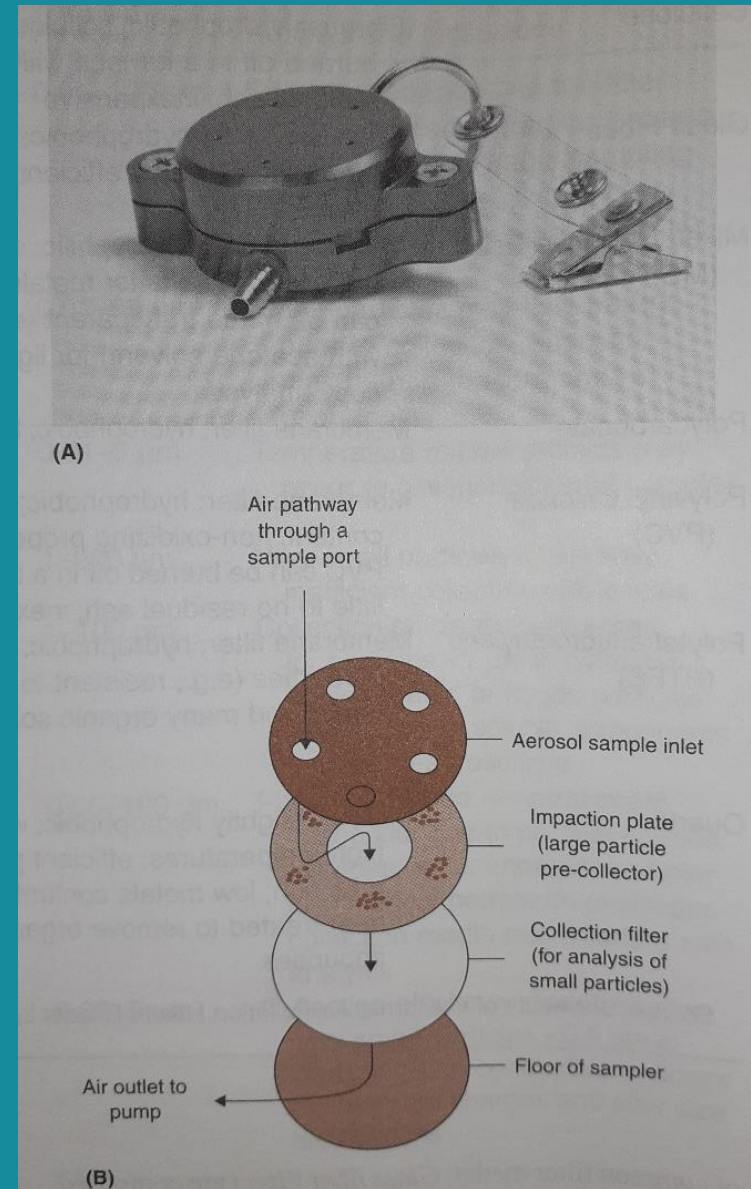 (A)
Air pathway
through a
sample port
Aerosol sample inlet
Impaction plate
(large particle
pre-collector)
Collection filter
(for analysis of
small particles)
Floor of sampler
Air outlet to
pump
(B)